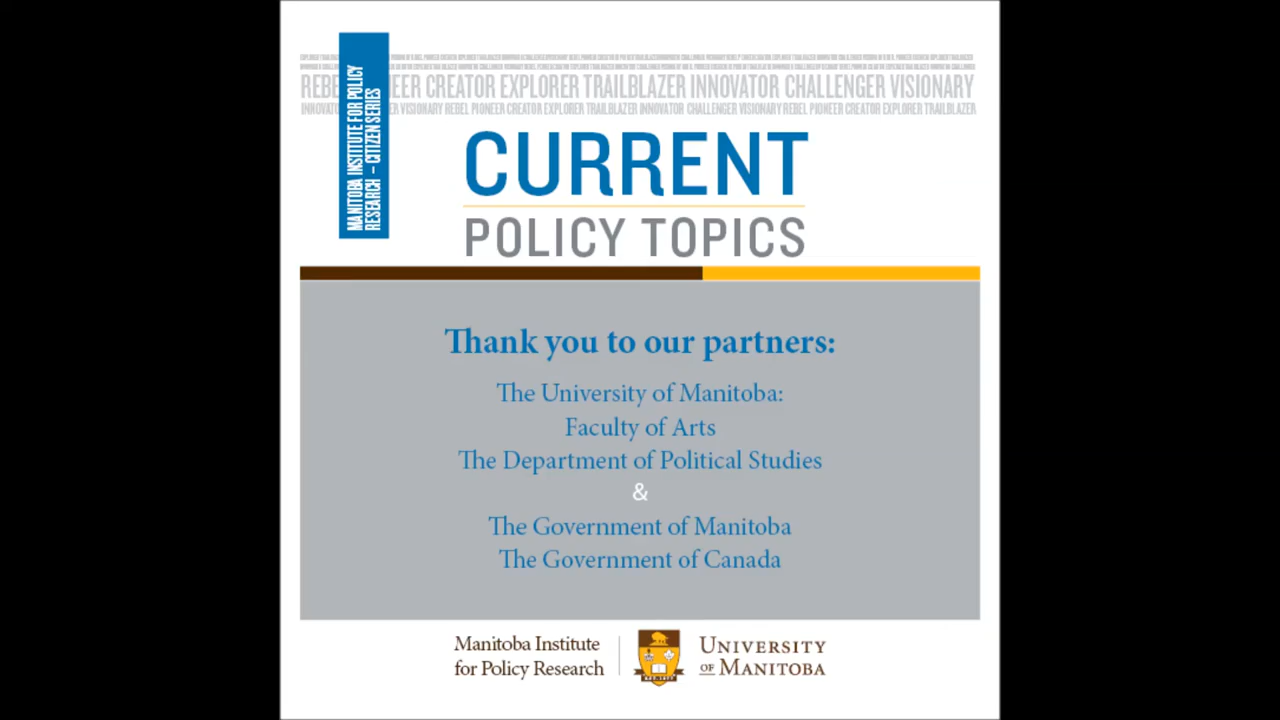 MANITOBA INSTITUTE FOR POLICY
RESEARCH – CITIZEN SERIES
CREATOR EXPLORER TRAILBLAZER INNOVATOR CHALLENGER VISIONARY
VISIONARY REBEL PIONEER CREATOR EXPLORER TRAILBLAZER INNOVATOR CHALLENGER VISIONARY REBEL PIONEER CREATOR EXPLORER TRAILBLAZER
CURRENT
POLICY TOPICS
Thank you to our partners:
The University of Manitoba:
Faculty of Arts
The Department of Political Studies
&
The Government of Manitoba
The Government of Canada
Manitoba Institute
for Policy Research
UNIVERSITY
OF MANITOBA
EST. 1877